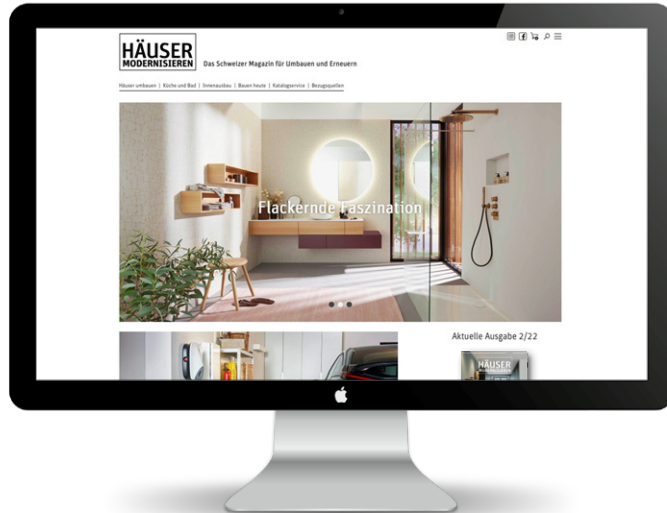 HÄUSER
MODERNISIEREN
Das Schweizer Magazin für Umbauen und Erneuern
Häuser umbauen | Küche und Bad | Innenausbau | Bauen heute | Katalogservice | Bezugsquellen
Flackernde Faszination
Aktuelle Ausgabe 2/22
HÄUSER